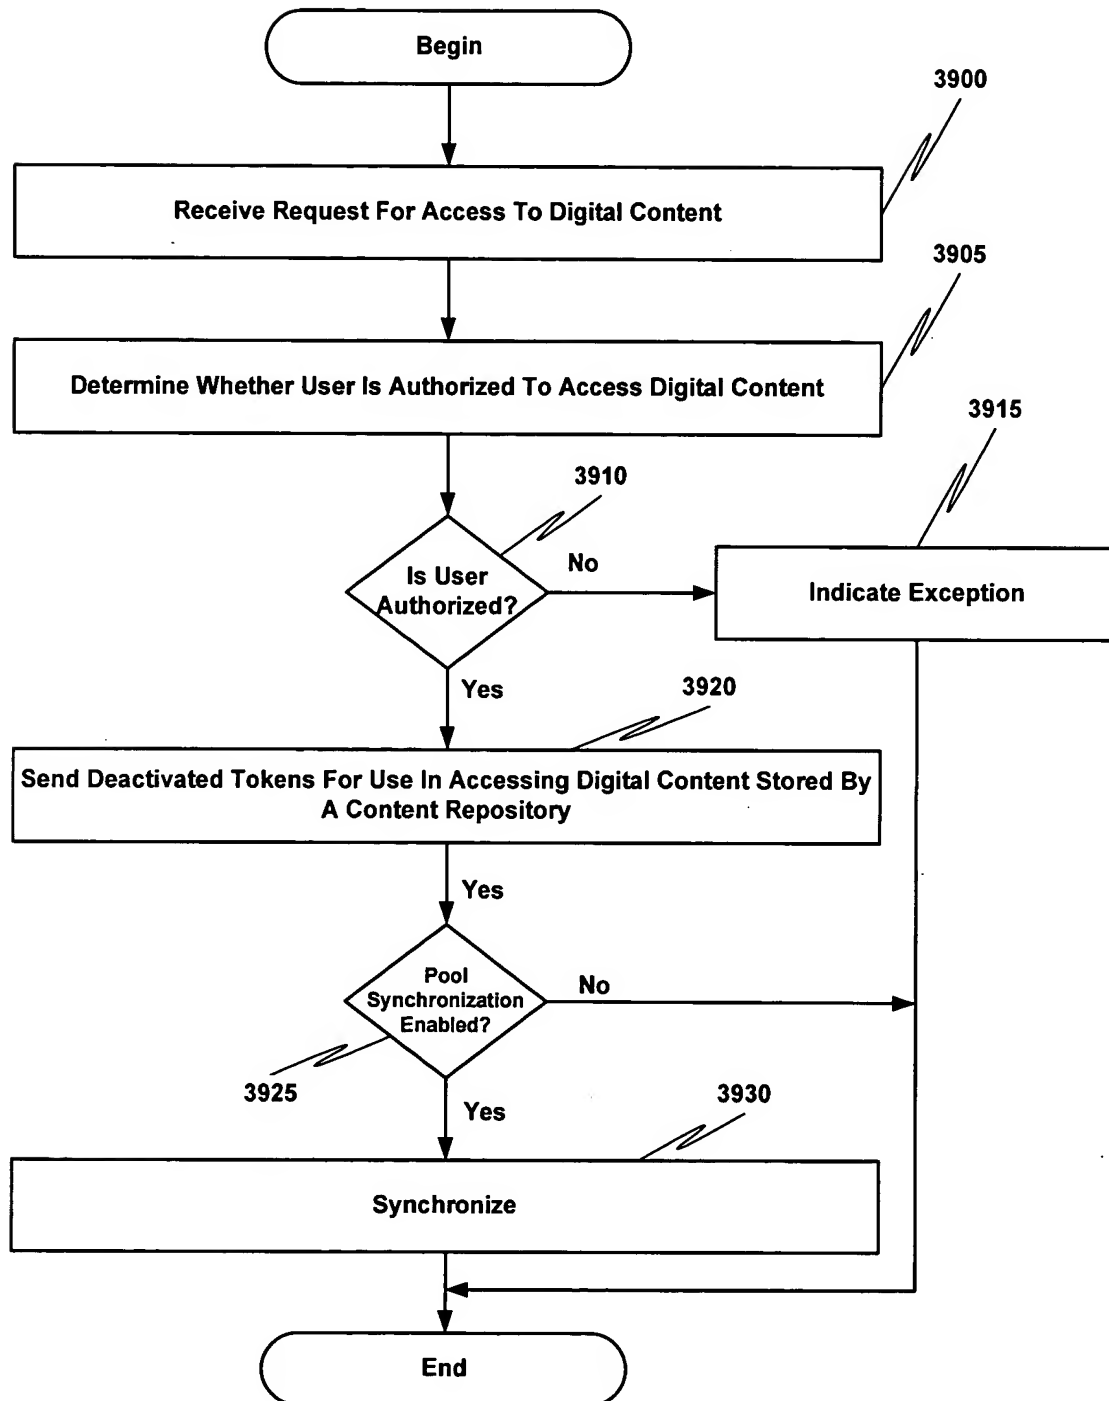 Begin
3900
Receive Request For Access To Digital Content
3905
Determine Whether User Is Authorized To Access Digital Content
3915
3910
Is User
Authorized?
No
Indicate Exception
Yes
3920
Send Deactivated Tokens For Use In Accessing Digital Content Stored By
A Content Repository
Yes
Pool
Synchronization
Enabled?
No
3925
Yes
3930
Synchronize
End